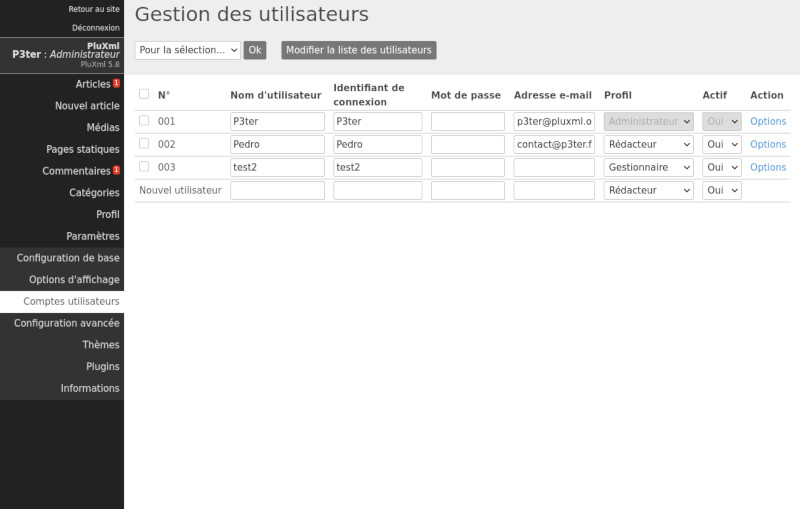 Retour au site
Déconnexion
PluXml
P3ter : Administrateur
PluXml 5.8
Articles 1
Nouvel article
Médias
Pages statiques
Commentaires 1
Catégories
Profil
Paramètres
Configuration de base
Options d'affichage
Comptes utilisateurs
Configuration avancée
Thèmes
Plugins
Informations
Gestion des utilisateurs
Pour la sélection... Ok Modifier la liste des utilisateurs
N° Nom d'utilisateur Identifiant de connexion Mot de passe Adresse e-mail Profil Actif Action
001 P3ter P3ter p3ter@pluxml.o Administrateur Oui Options
002 Pedro Pedro contact@p3ter.f Rédacteur Oui Options
003 test2 test2 Gestionnaire Oui Options
Nouvel utilisateur Rédacteur Oui